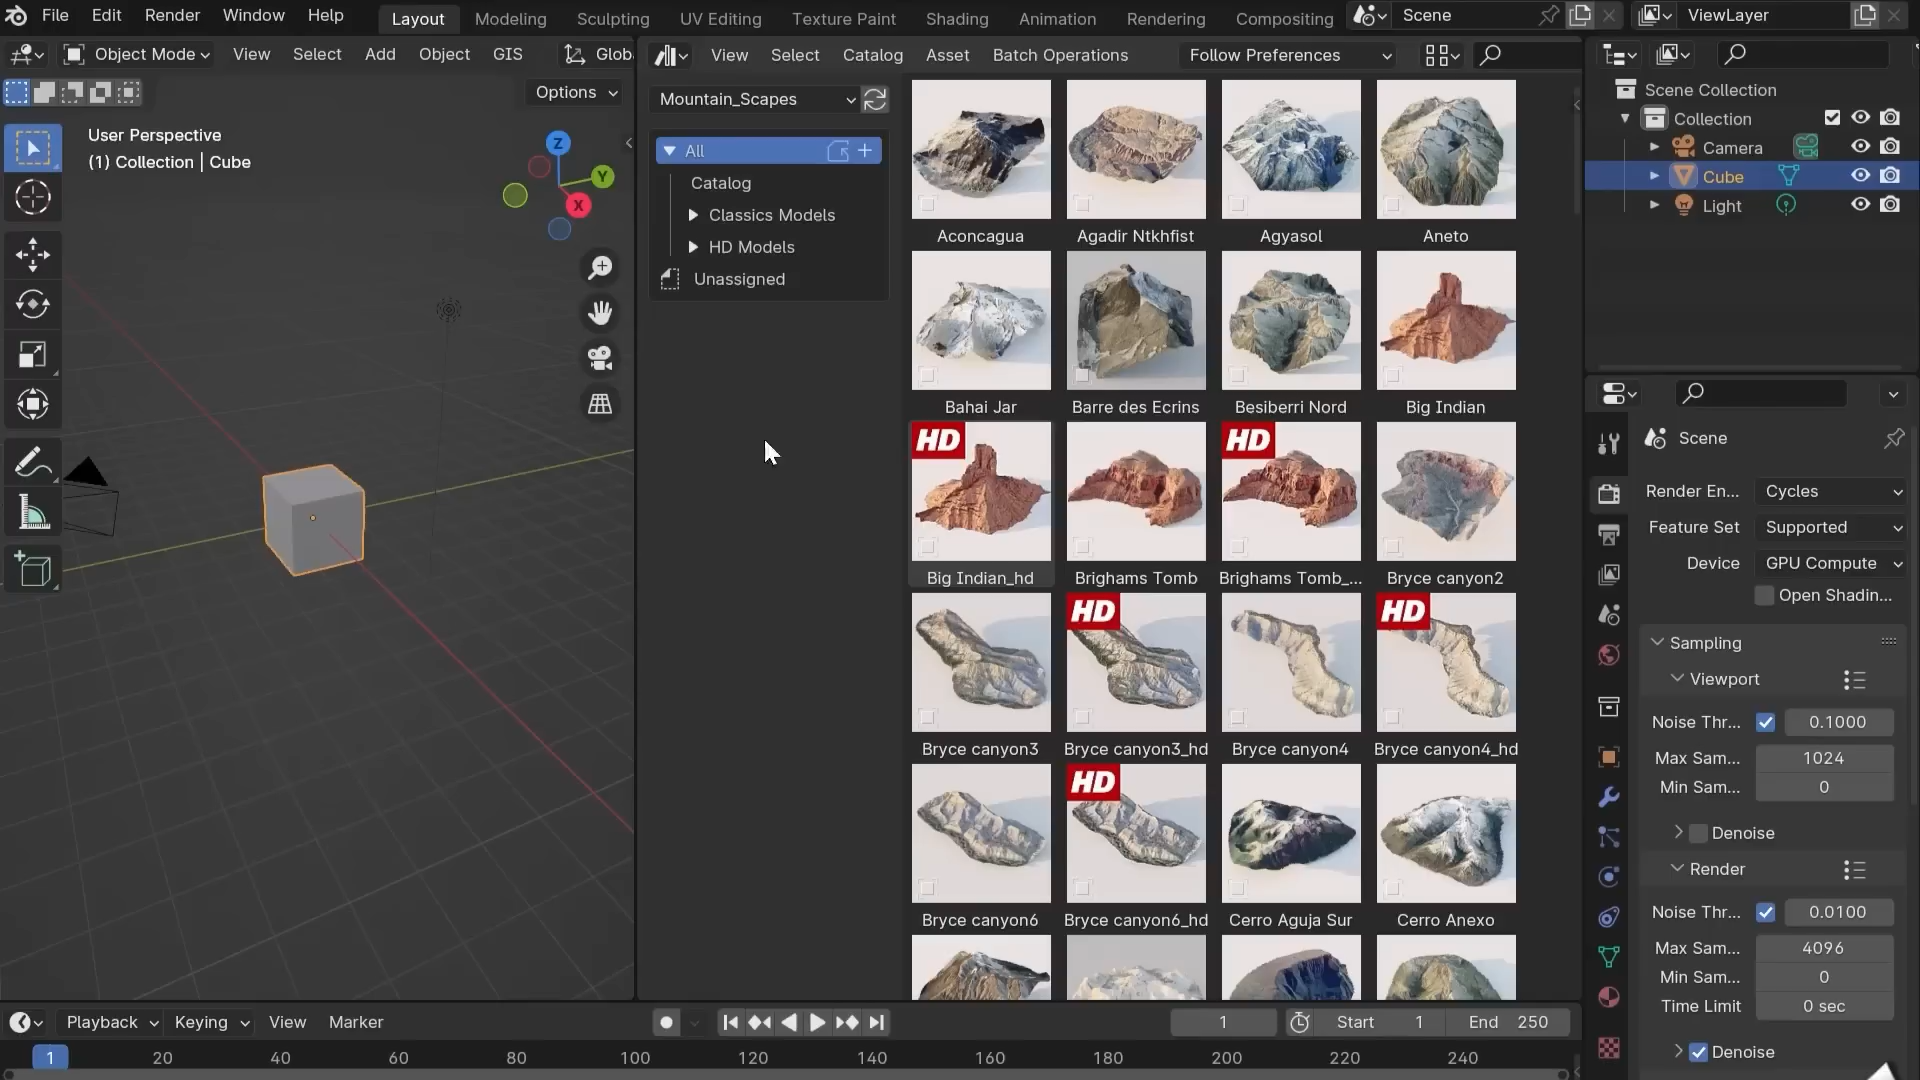 File Edit Render Window Help
Layout Modeling Sculpting UV Editing Texture Paint Shading Animation Rendering Compositing
Scene
ViewLayer
Object Mode View Select Add Object GIS Glob
View Select Catalog Asset Batch Operations Follow Preferences
Options
User Perspective
(1) Collection | Cube
Z
Y
X
Mountain_Scapes
All
Catalog
Classics Models
HD Models
Unassigned
Aconcagua Agadir Ntkhfist Agyasol Aneto
Bahai Jar Barre des Ecrins Besiberri Nord Big Indian
HD HD
Big Indian_hd Brighams Tomb Brighams Tomb_... Bryce canyon2
HD HD
Bryce canyon3 Bryce canyon3_hd Bryce canyon4 Bryce canyon4_hd
HD
Bryce canyon6 Bryce canyon6_hd Cerro Aguja Sur Cerro Anexo
Scene Collection
Collection
Camera
Cube
Light
Scene
Render En... Cycles
Feature Set Supported
Device GPU Compute
Open Shadin...
Sampling
Viewport
Noise Thr... 0.1000
Max Sam... 1024
Min Sam... 0
Denoise
Render
Noise Thr... 0.0100
Max Sam... 4096
Min Sam... 0
Time Limit 0 sec
Denoise
Playback Keying View Marker
1 Start 1 End 250
1 20 40 60 80 100 120 140 160 180 200 220 240